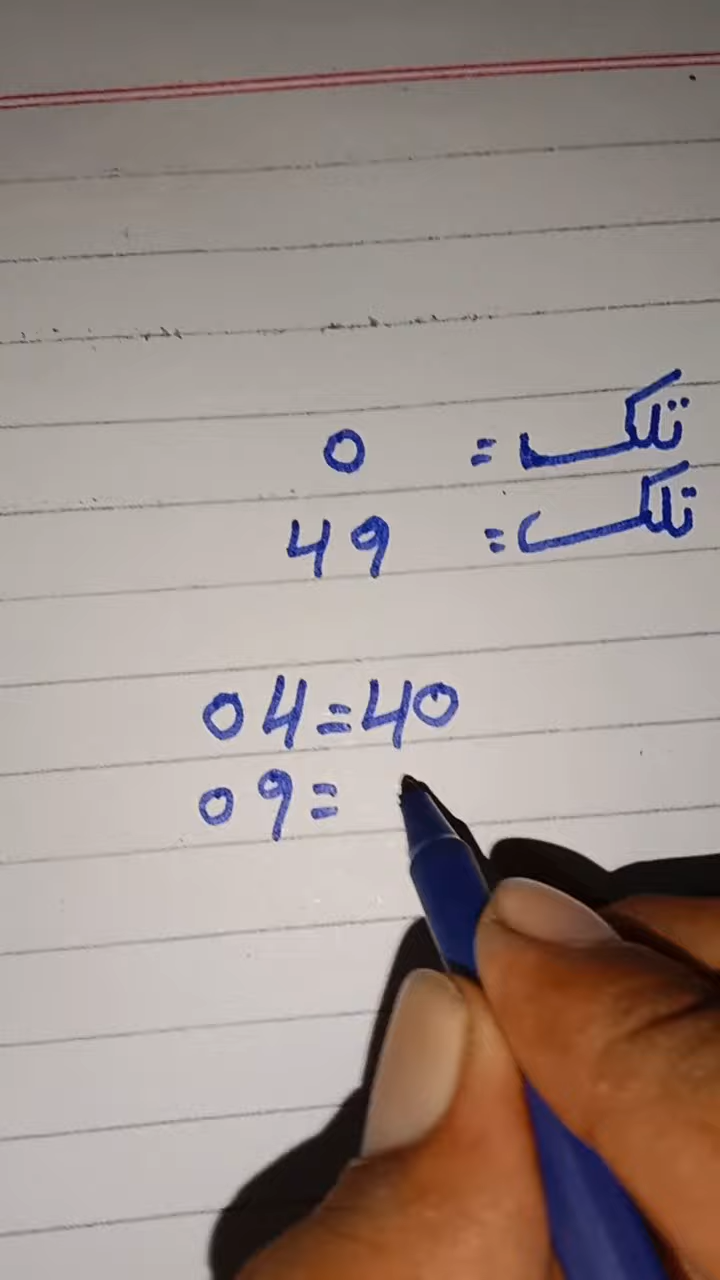 تلک = 0
تلک = 49
04=40
09=